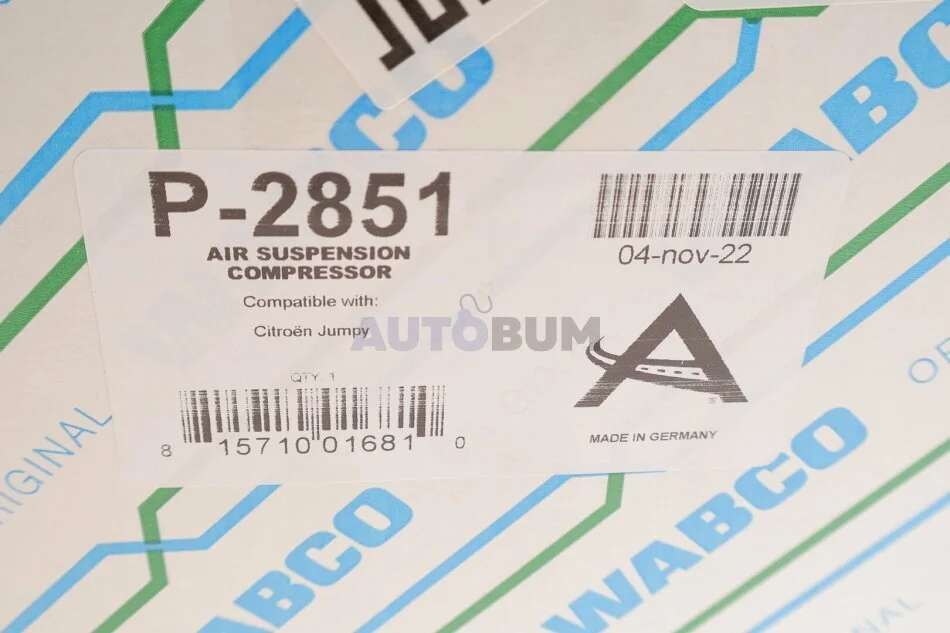 WABCO
P-2851
AIR SUSPENSION
COMPRESSOR
Compatible with:
Citroën Jumpy
QTY 1
8 15710 01681 0
04-nov-22
MADE IN GERMANY
AUTOBUM
ORIGINAL
WABCO
WABCO